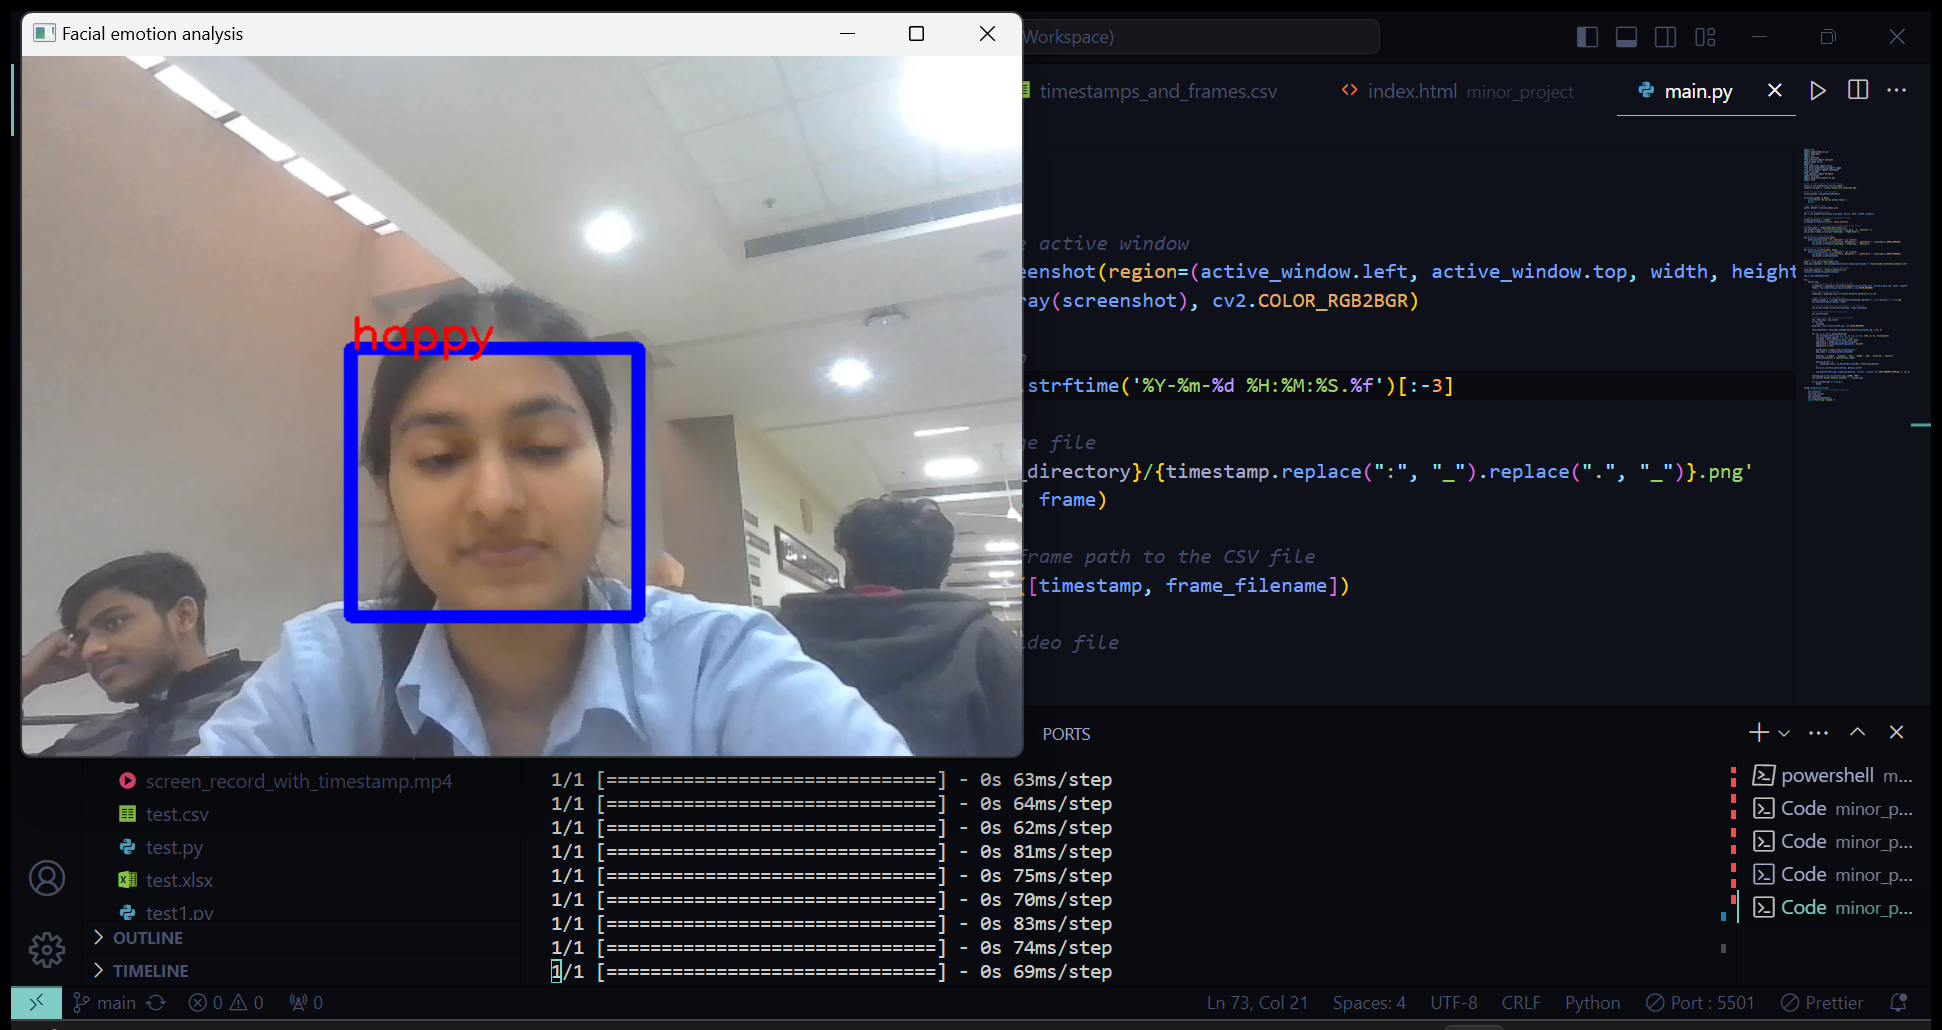 Facial emotion analysis
Workspace)
timestamps_and_frames.csv
index.html minor_project
main.py
happy
e active window
eenshot(region=(active_window.left, active_window.top, width, height
ray(screenshot), cv2.COLOR_RGB2BGR)
.strftime('%Y-%m-%d %H:%M:%S.%f')[:-3]
ge file
_directory}/{timestamp.replace(":", "_").replace(".", "_")}.png'
frame)
frame path to the CSV file
([timestamp, frame_filename])
ideo file
PORTS
screen_record_with_timestamp.mp4
test.csv
test.py
test.xlsx
test1.py
OUTLINE
TIMELINE
1/1 [==============================] - 0s 63ms/step
1/1 [==============================] - 0s 64ms/step
1/1 [==============================] - 0s 62ms/step
1/1 [==============================] - 0s 81ms/step
1/1 [==============================] - 0s 75ms/step
1/1 [==============================] - 0s 70ms/step
1/1 [==============================] - 0s 83ms/step
1/1 [==============================] - 0s 74ms/step
1/1 [==============================] - 0s 69ms/step
powershell m...
Code minor_p...
Code minor_p...
Code minor_p...
Code minor_p...
main 0 0 0
Ln 73, Col 21 Spaces: 4 UTF-8 CRLF Python Port : 5501 Prettier